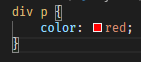 div p {
    color: red;
}